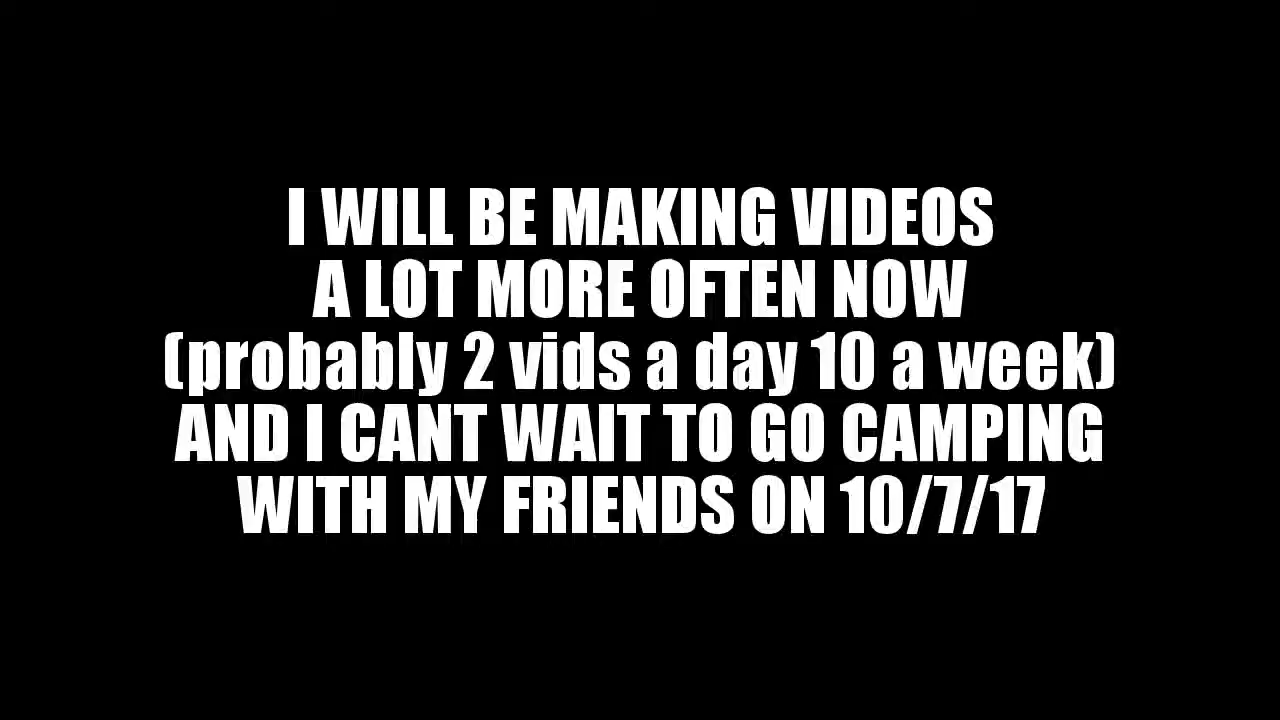 I WILL BE MAKING VIDEOS
A LOT MORE OFTEN NOW
(probably 2 vids a day 10 a week)
AND I CANT WAIT TO GO CAMPING
WITH MY FRIENDS ON 10/7/17